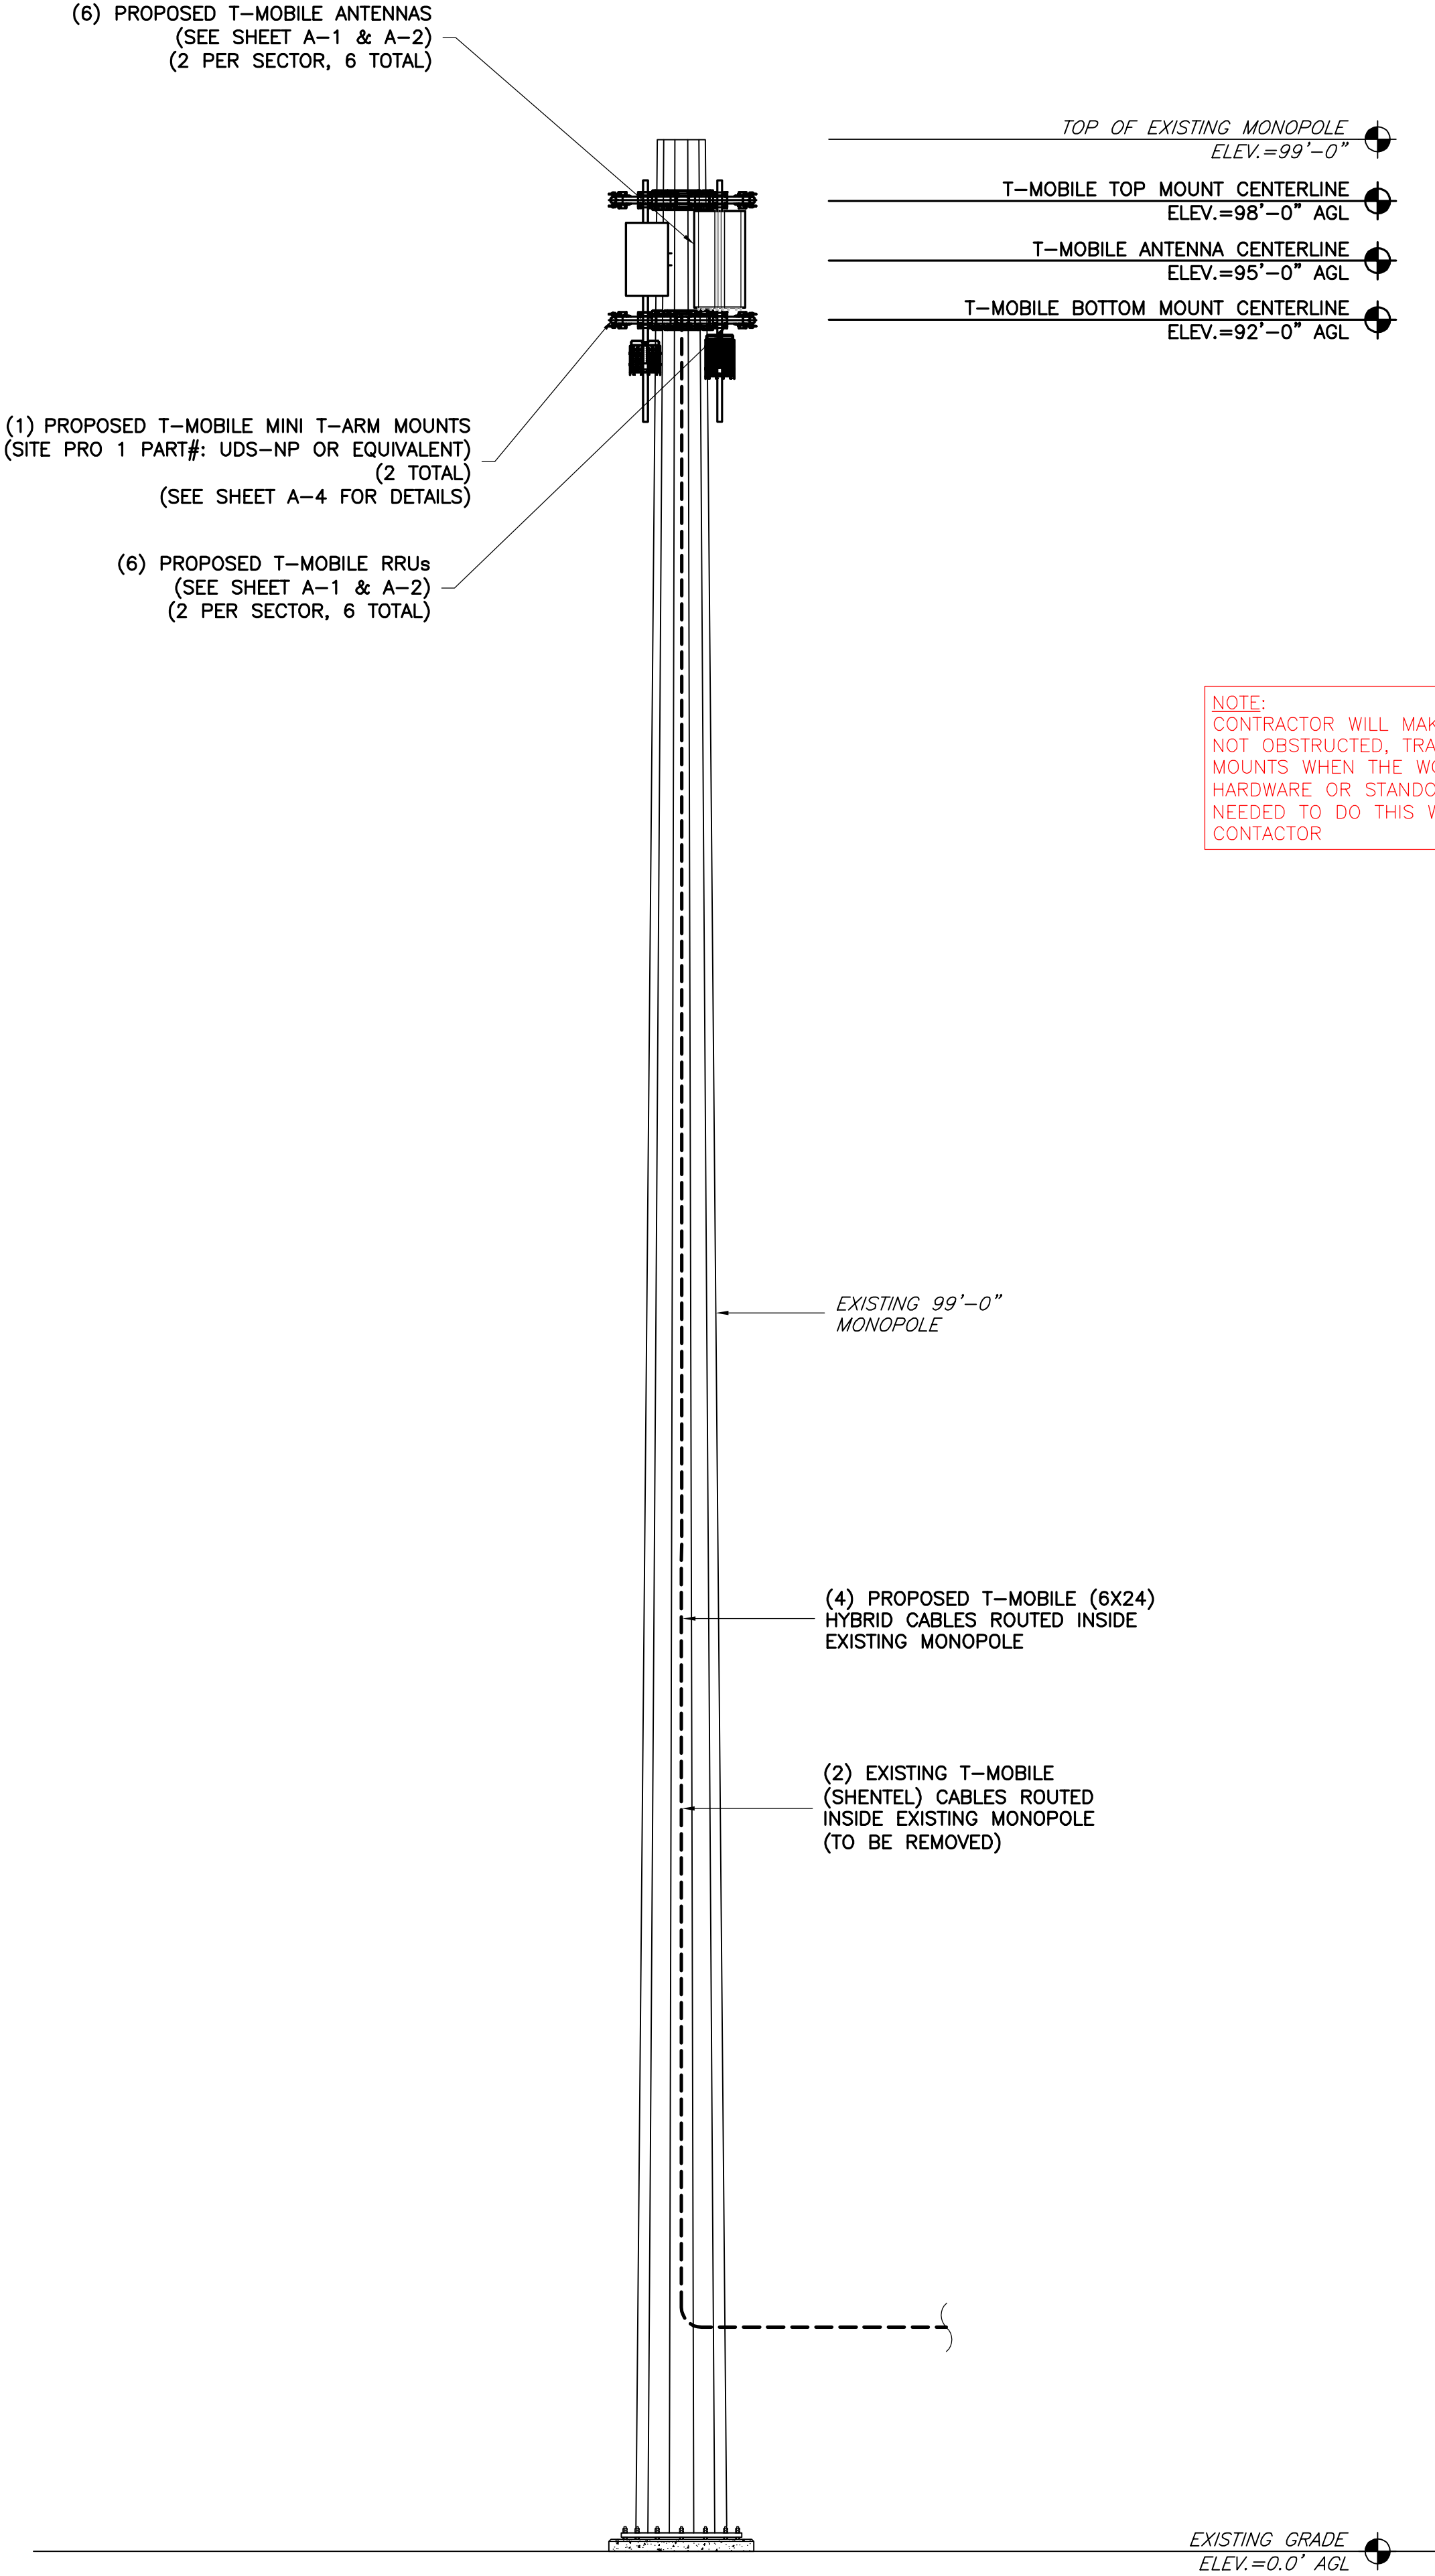 (6) PROPOSED T-MOBILE ANTENNAS
(SEE SHEET A-1 & A-2)
(2 PER SECTOR, 6 TOTAL)
TOP OF EXISTING MONOPOLE
ELEV.=99'-0"
T-MOBILE TOP MOUNT CENTERLINE
ELEV.=98'-0" AGL
T-MOBILE ANTENNA CENTERLINE
ELEV.=95'-0" AGL
T-MOBILE BOTTOM MOUNT CENTERLINE
ELEV.=92'-0" AGL
(1) PROPOSED T-MOBILE MINI T-ARM MOUNTS
(SITE PRO 1 PART#: UDS-NP OR EQUIVALENT)
(2 TOTAL)
(SEE SHEET A-4 FOR DETAILS)
(6) PROPOSED T-MOBILE RRUs
(SEE SHEET A-1 & A-2)
(2 PER SECTOR, 6 TOTAL)
NOTE:
CONTRACTOR WILL
NOT OBSTRUCTED,
MOUNTS WHEN THE
HARDWARE OR
NEEDED TO DO THIS
CONTACTOR
EXISTING 99'-0"
MONOPOLE
(4) PROPOSED T-MOBILE (6X24)
HYBRID CABLES ROUTED INSIDE
EXISTING MONOPOLE
(2) EXISTING T-MOBILE
(SHENTEL) CABLES ROUTED
INSIDE EXISTING MONOPOLE
(TO BE REMOVED)
EXISTING GRADE
ELEV.=0.0' AGL